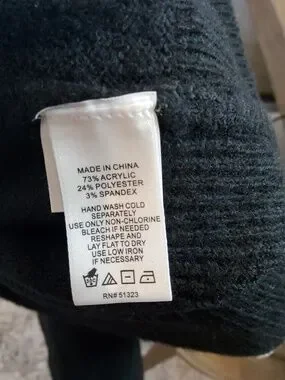 MADE IN CHINA
73% ACRYLIC
24% POLYESTER
3% SPANDEX
HAND WASH COLD
SEPARATELY
USE ONLY NON-CHLORINE
BLEACH IF NEEDED
RESHAPE AND
LAY FLAT TO DRY
USE LOW IRON
IF NECESSARY
RN# 51323